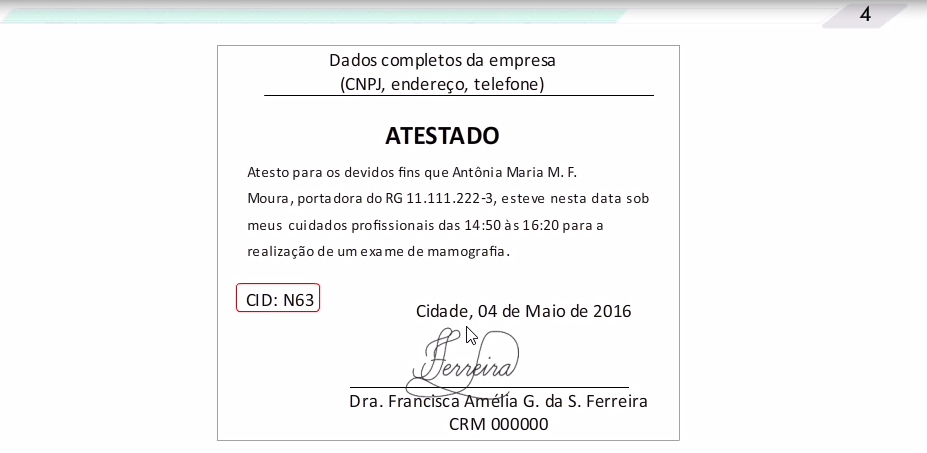 4
Dados completos da empresa
(CNPJ, endereço, telefone)
ATESTADO
Atesto para os devidos fins que Antônia Maria M. F.
Moura, portadora do RG 11.111.222-3, esteve nesta data sob
meus cuidados profissionais das 14:50 às 16:20 para a
realização de um exame de mamografia.
CID: N63
Cidade, 04 de Maio de 2016
Ferreira
Dra. Francisca Amélia G. da S. Ferreira
CRM 000000